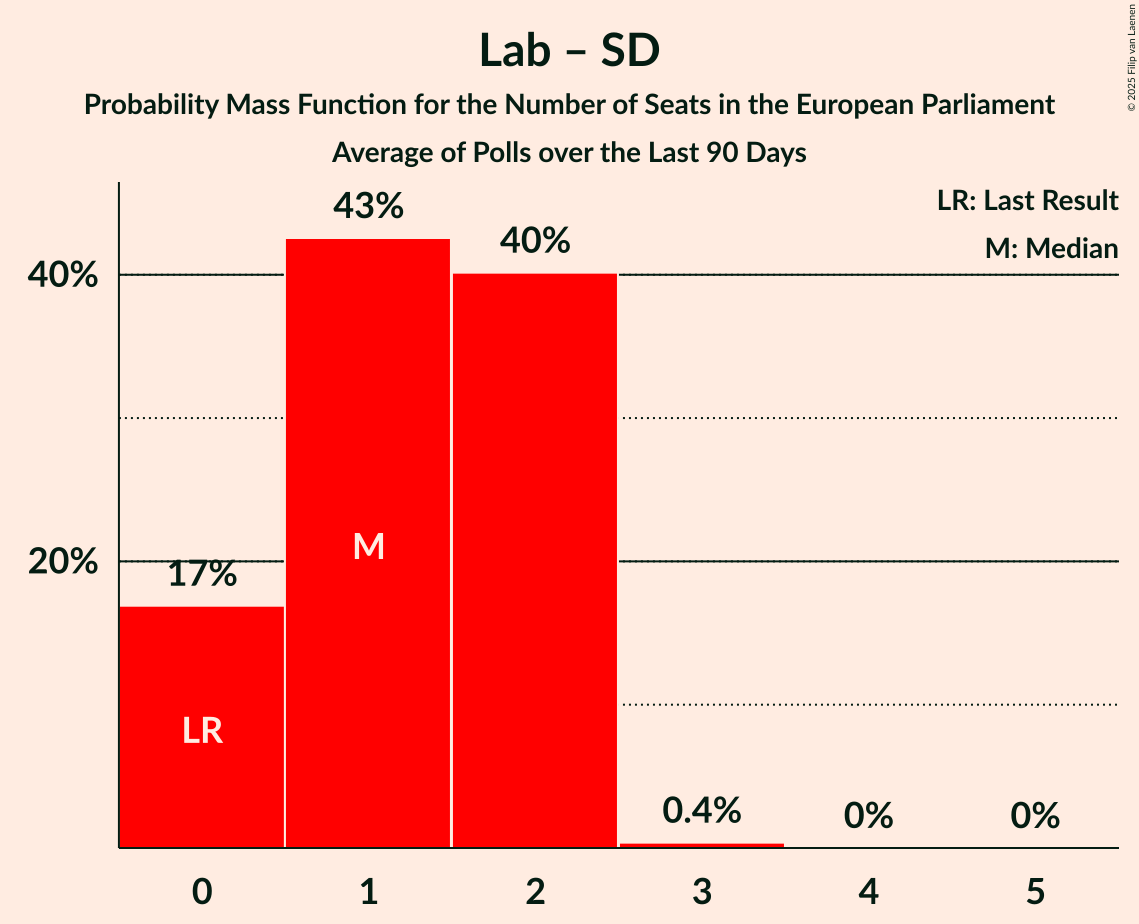 Lab – SD
Probability Mass Function for the Number of Seats in the European Parliament
Average of Polls over the Last 90 Days
© 2025 Filip van Laenen
LR: Last Result
M: Median
43%
40%
40%
20%
17%
M
LR
0.4%
0%
0%
0 1 2 3 4 5